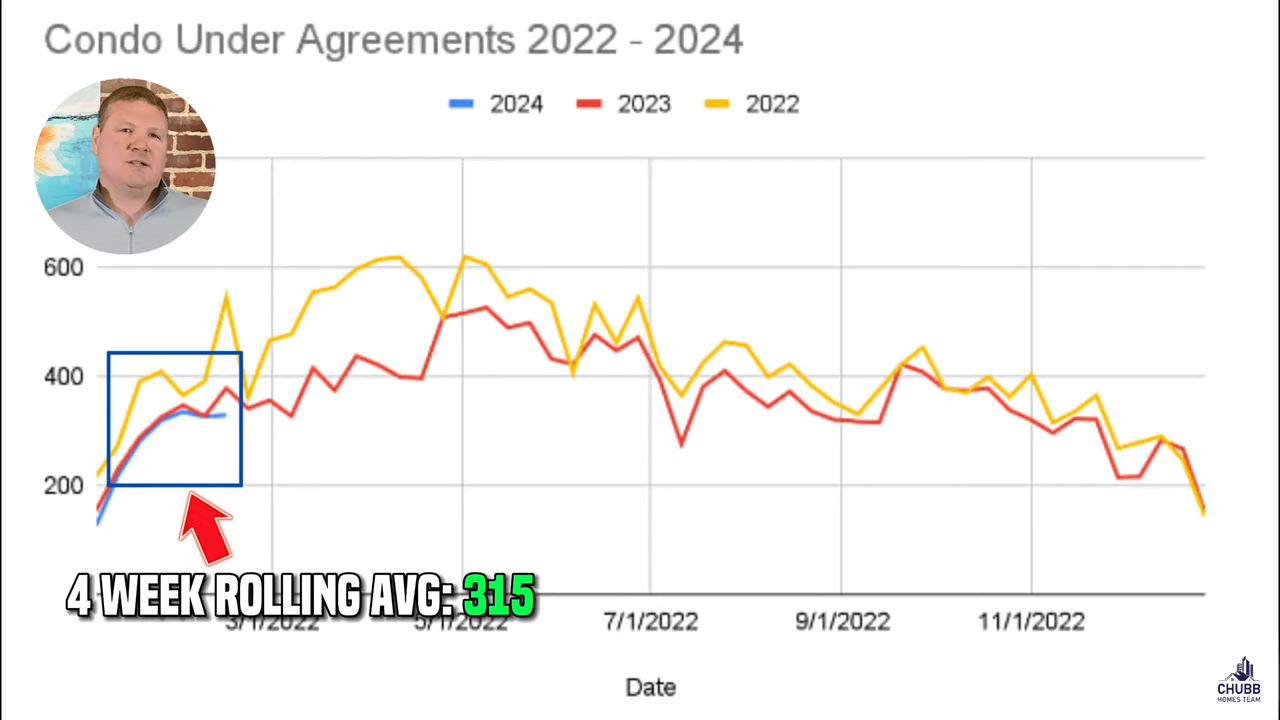 Condo Under Agreements 2022 - 2024
2024 2023 2022
600
400
200
4 WEEK ROLLING AVG: 315
3/1/2022 5/1/2022 7/1/2022 9/1/2022 11/1/2022
Date
CHUBB
HOMES TEAM